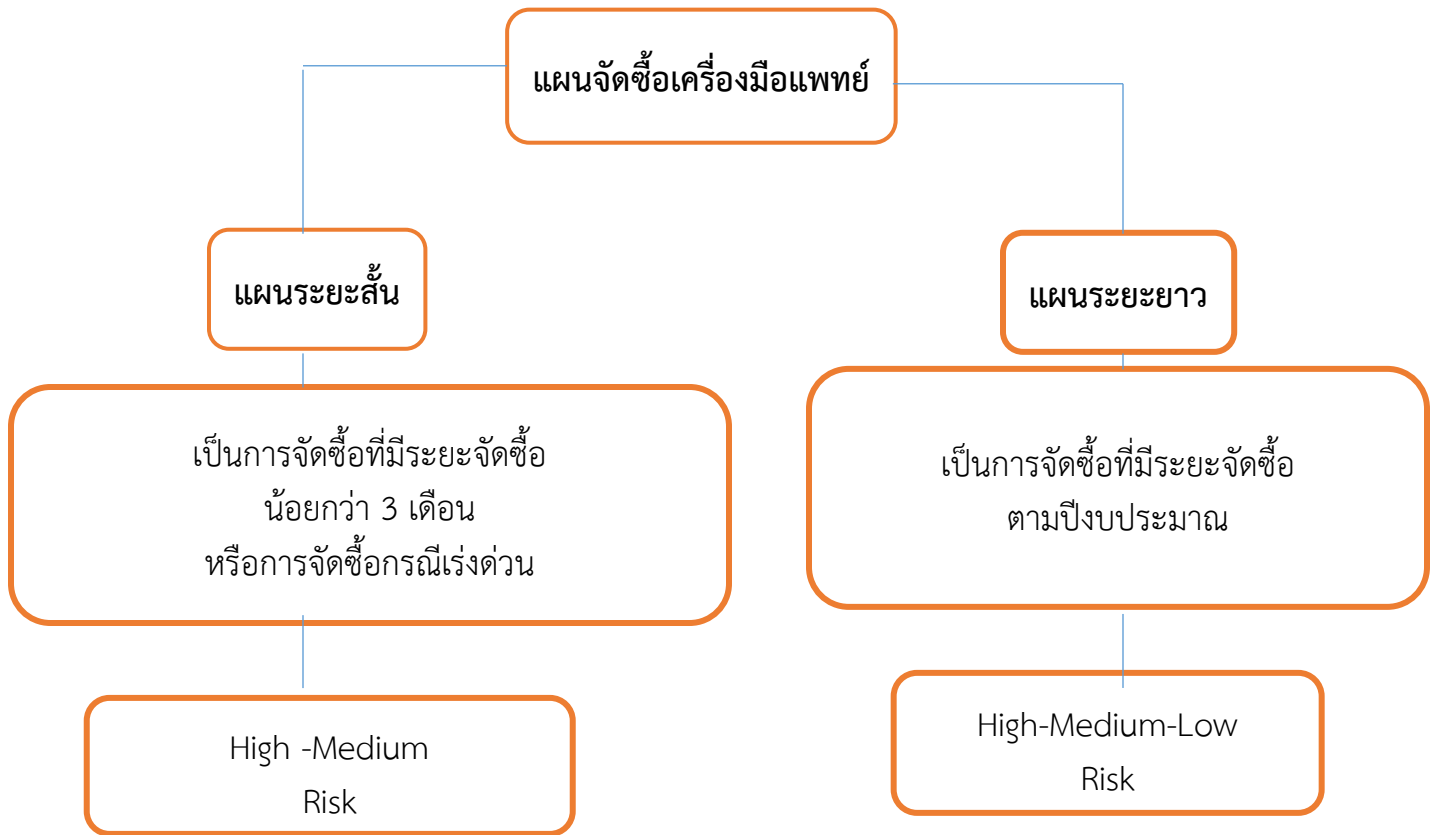 แผนจัดซื้อเครื่องมือแพทย์
แผนระยะสั้น
แผนระยะยาว
เป็นการจัดซื้อที่มีระยะจัดซื้อ
น้อยกว่า 3 เดือน
หรือการจัดซื้อกรณีเร่งด่วน
เป็นการจัดซื้อที่มีระยะจัดซื้อ
ตามปีงบประมาณ
High -Medium
Risk
High-Medium-Low
Risk